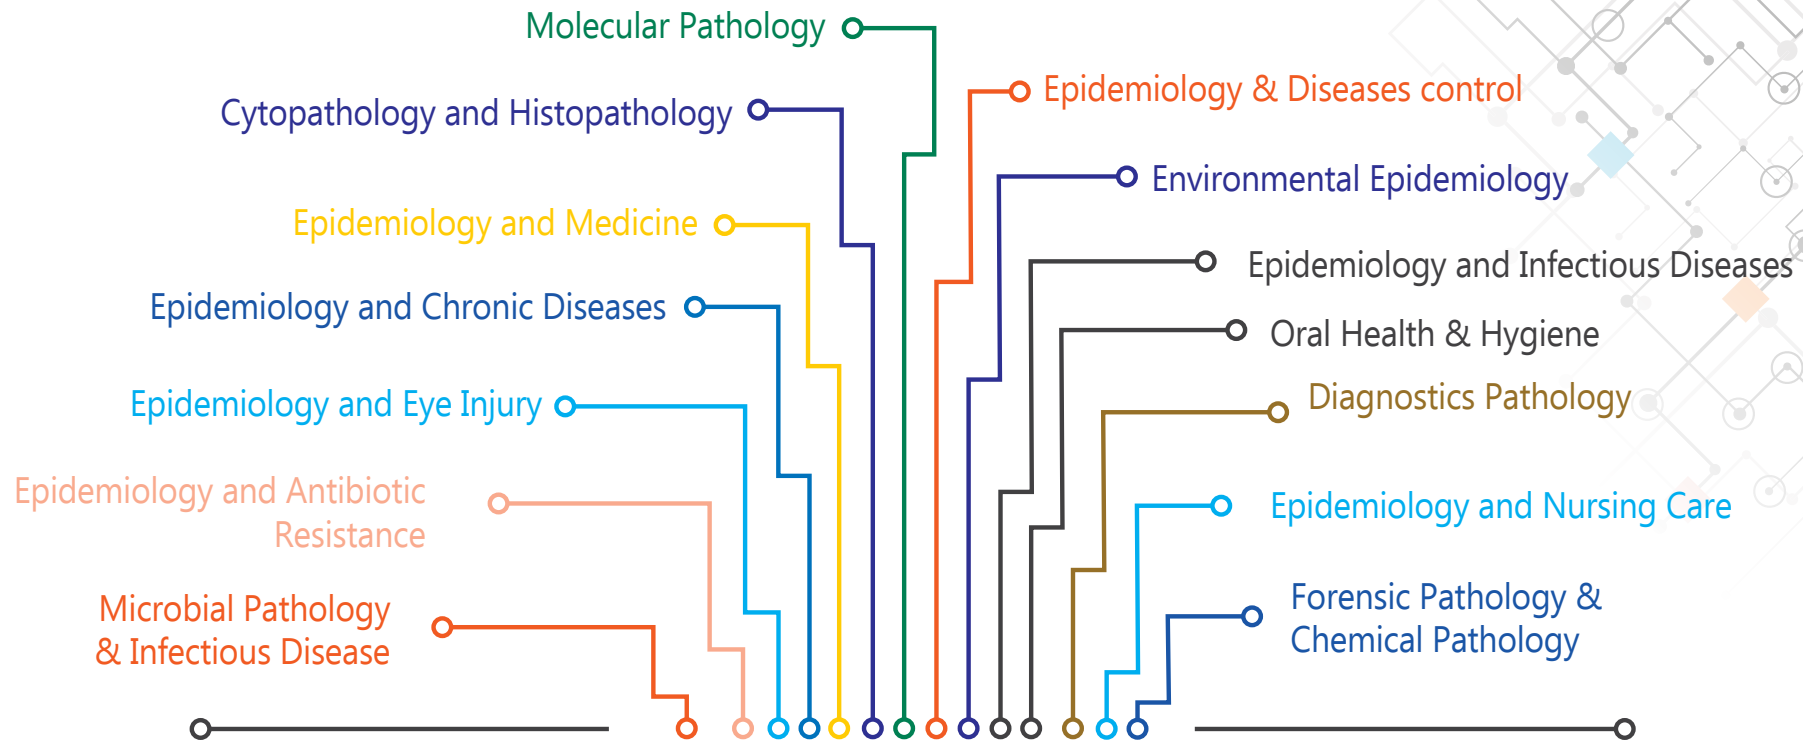 Molecular Pathology
Cytopathology and Histopathology
Epidemiology and Medicine
Epidemiology and Chronic Diseases
Epidemiology and Eye Injury
Epidemiology and Antibiotic
Resistance
Microbial Pathology
& Infectious Disease
Epidemiology & Diseases control
Environmental Epidemiology
Epidemiology and Infectious Diseases
Oral Health & Hygiene
Diagnostics Pathology
Epidemiology and Nursing Care
Forensic Pathology &
Chemical Pathology